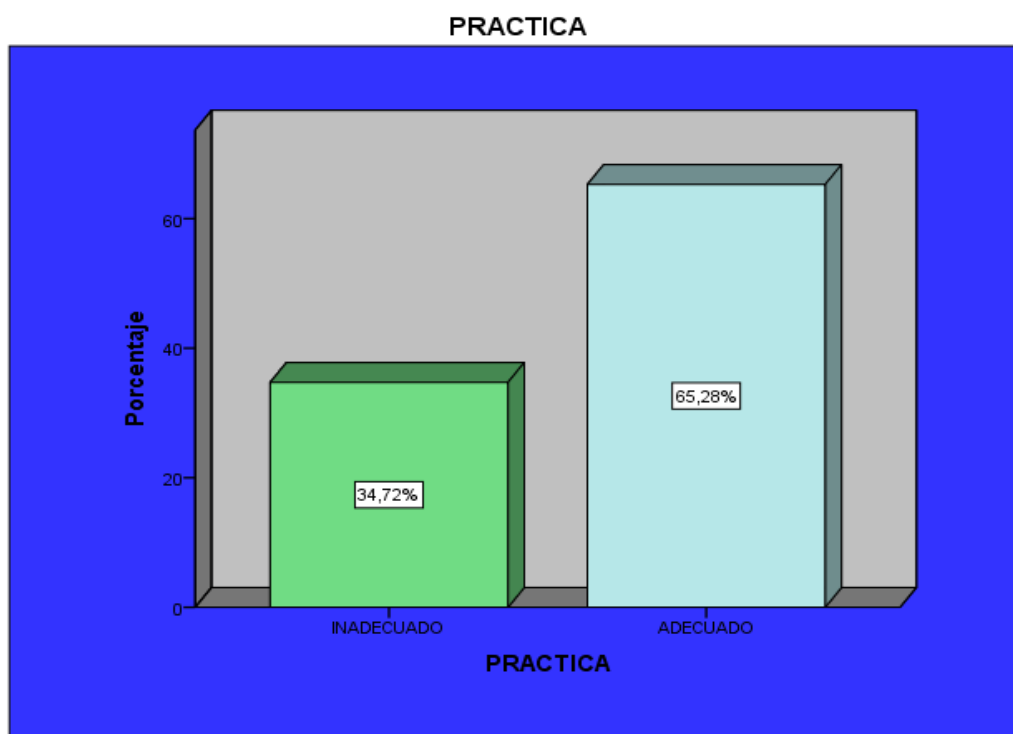 PRACTICA
60
40
20
0
Porcentaje
34,72%
65,28%
INADECUADO
ADECUADO
PRACTICA